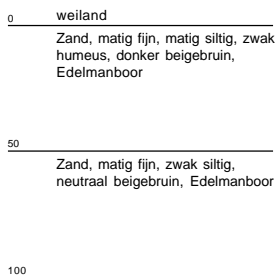 0 weiland
Zand, matig fijn, matig siltig, zwak
humeus, donker beigebruin,
Edelmanboor
50
Zand, matig fijn, zwak siltig,
neutraal beigebruin, Edelmanboor
100